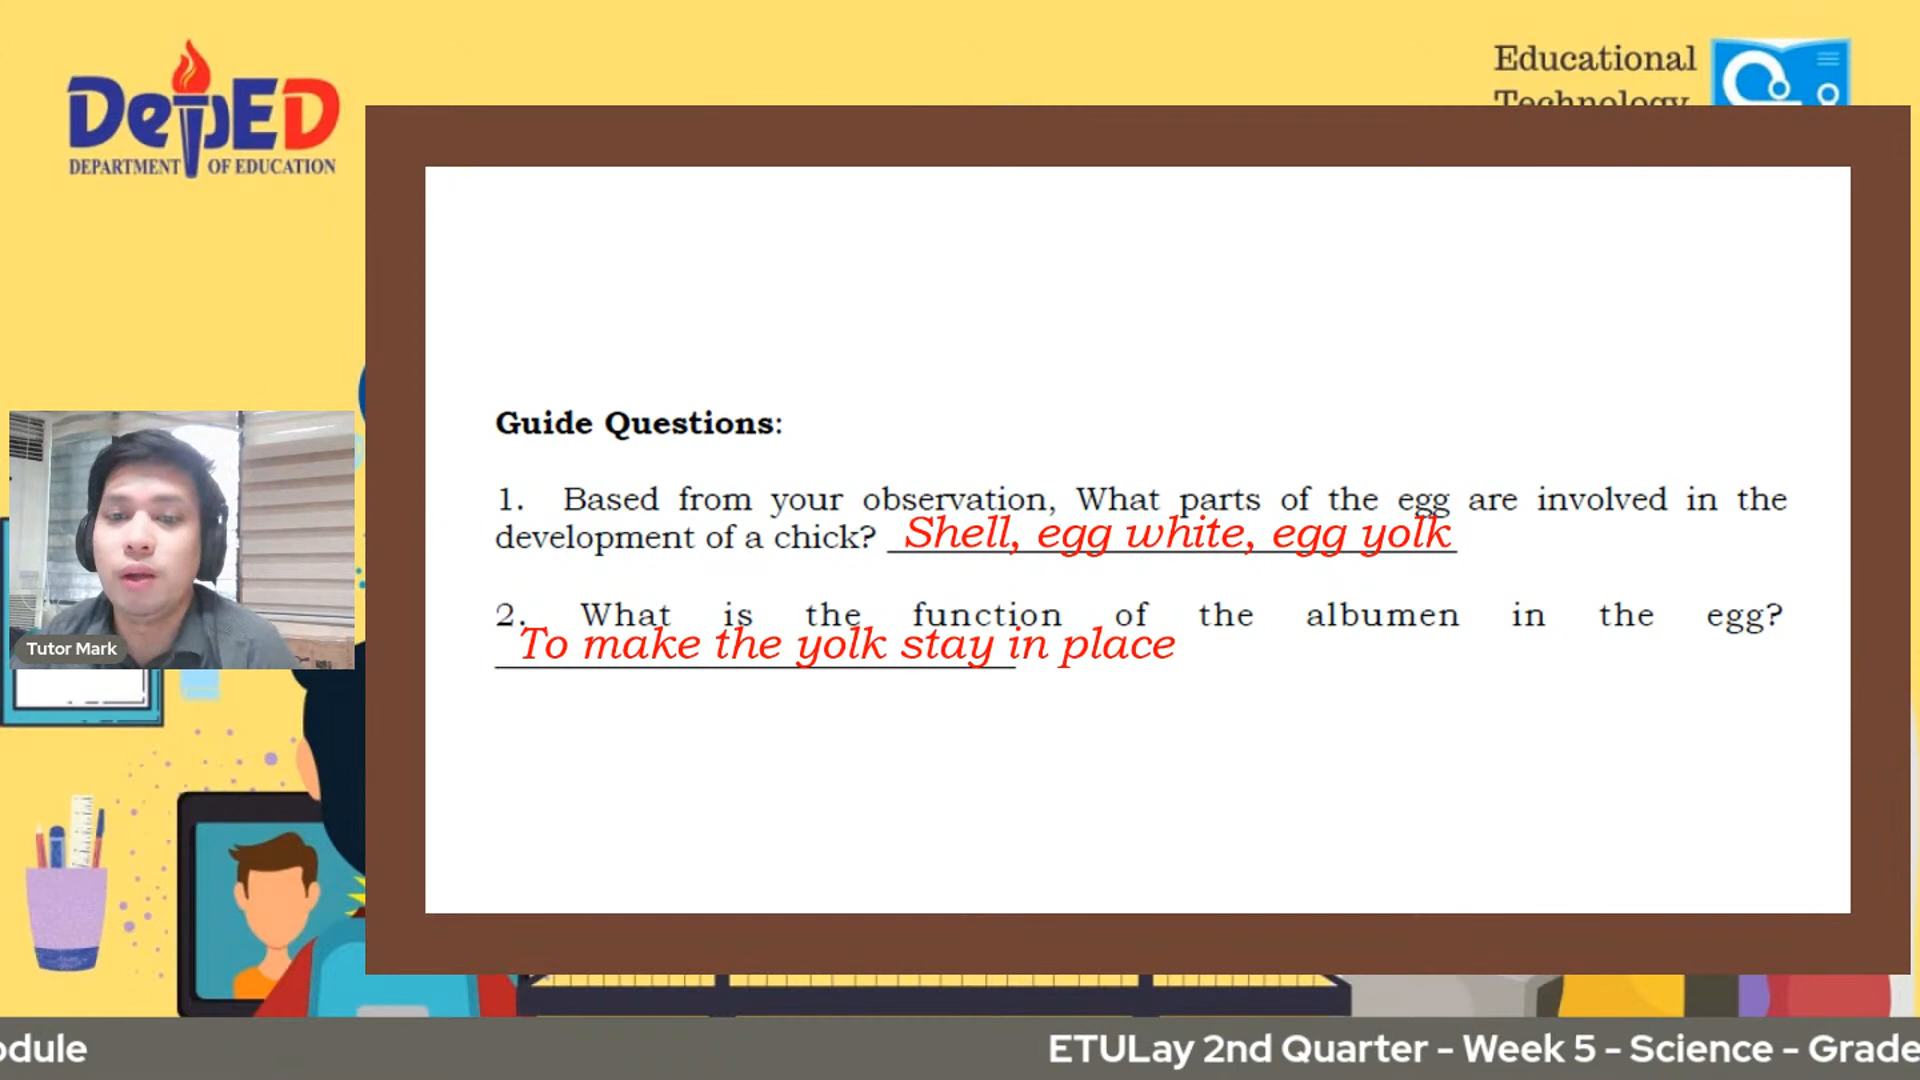 DepED
DEPARTMENT OF EDUCATION
Educational
Technology
Guide Questions:
1. Based from your observation, What parts of the egg are involved in the
development of a chick? Shell, egg white, egg yolk
2. What is the function of the albumen in the egg?
To make the yolk stay in place
Tutor Mark
ETULay 2nd Quarter - Week 5 - Science - Grade